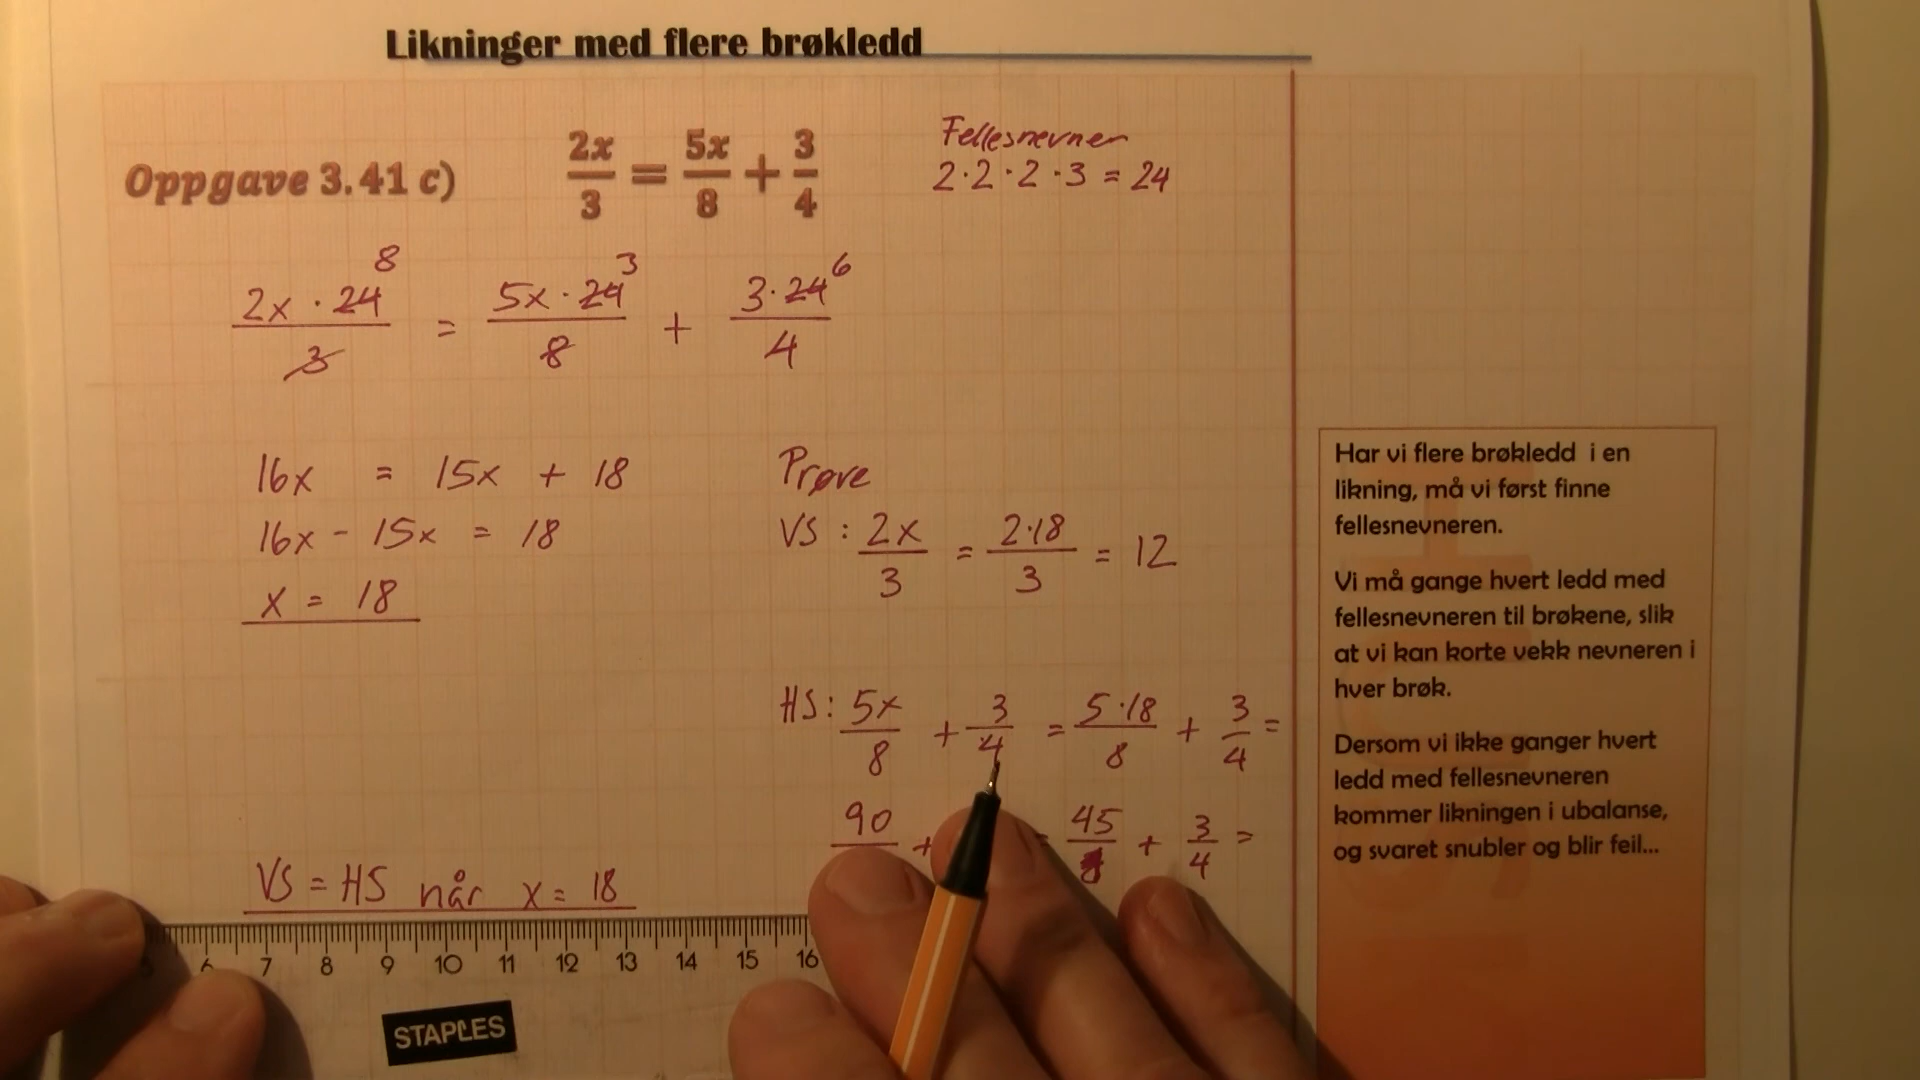 Likninger med flere brøkledd
Oppgave 3.41 c) 2x/3 = 5x/8 + 3/4
Fellesnevner
2·2·2·3 = 24
2x·24/3 = 5x·24/8 + 3·24/4
8 3 6
16x = 15x + 18
16x - 15x = 18
x = 18
Prøve
VS: 2x/3 = 2·18/3 = 12
HS: 5x/8 + 3/4 = 5·18/8 + 3/4 =
90 + = 45 + 3/4 =
VS = HS når x = 18
Har vi flere brøkledd i en
likning, må vi først finne
fellesnevneren.
Vi må gange hvert ledd med
fellesnevneren til brøkene, slik
at vi kan korte vekk nevneren i
hver brøk.
Dersom vi ikke ganger hvert
ledd med fellesnevneren
kommer likningen i ubalanse,
og svaret snubler og blir feil...
6 7 8 9 10 11 12 13 14 15 16
STAPLES